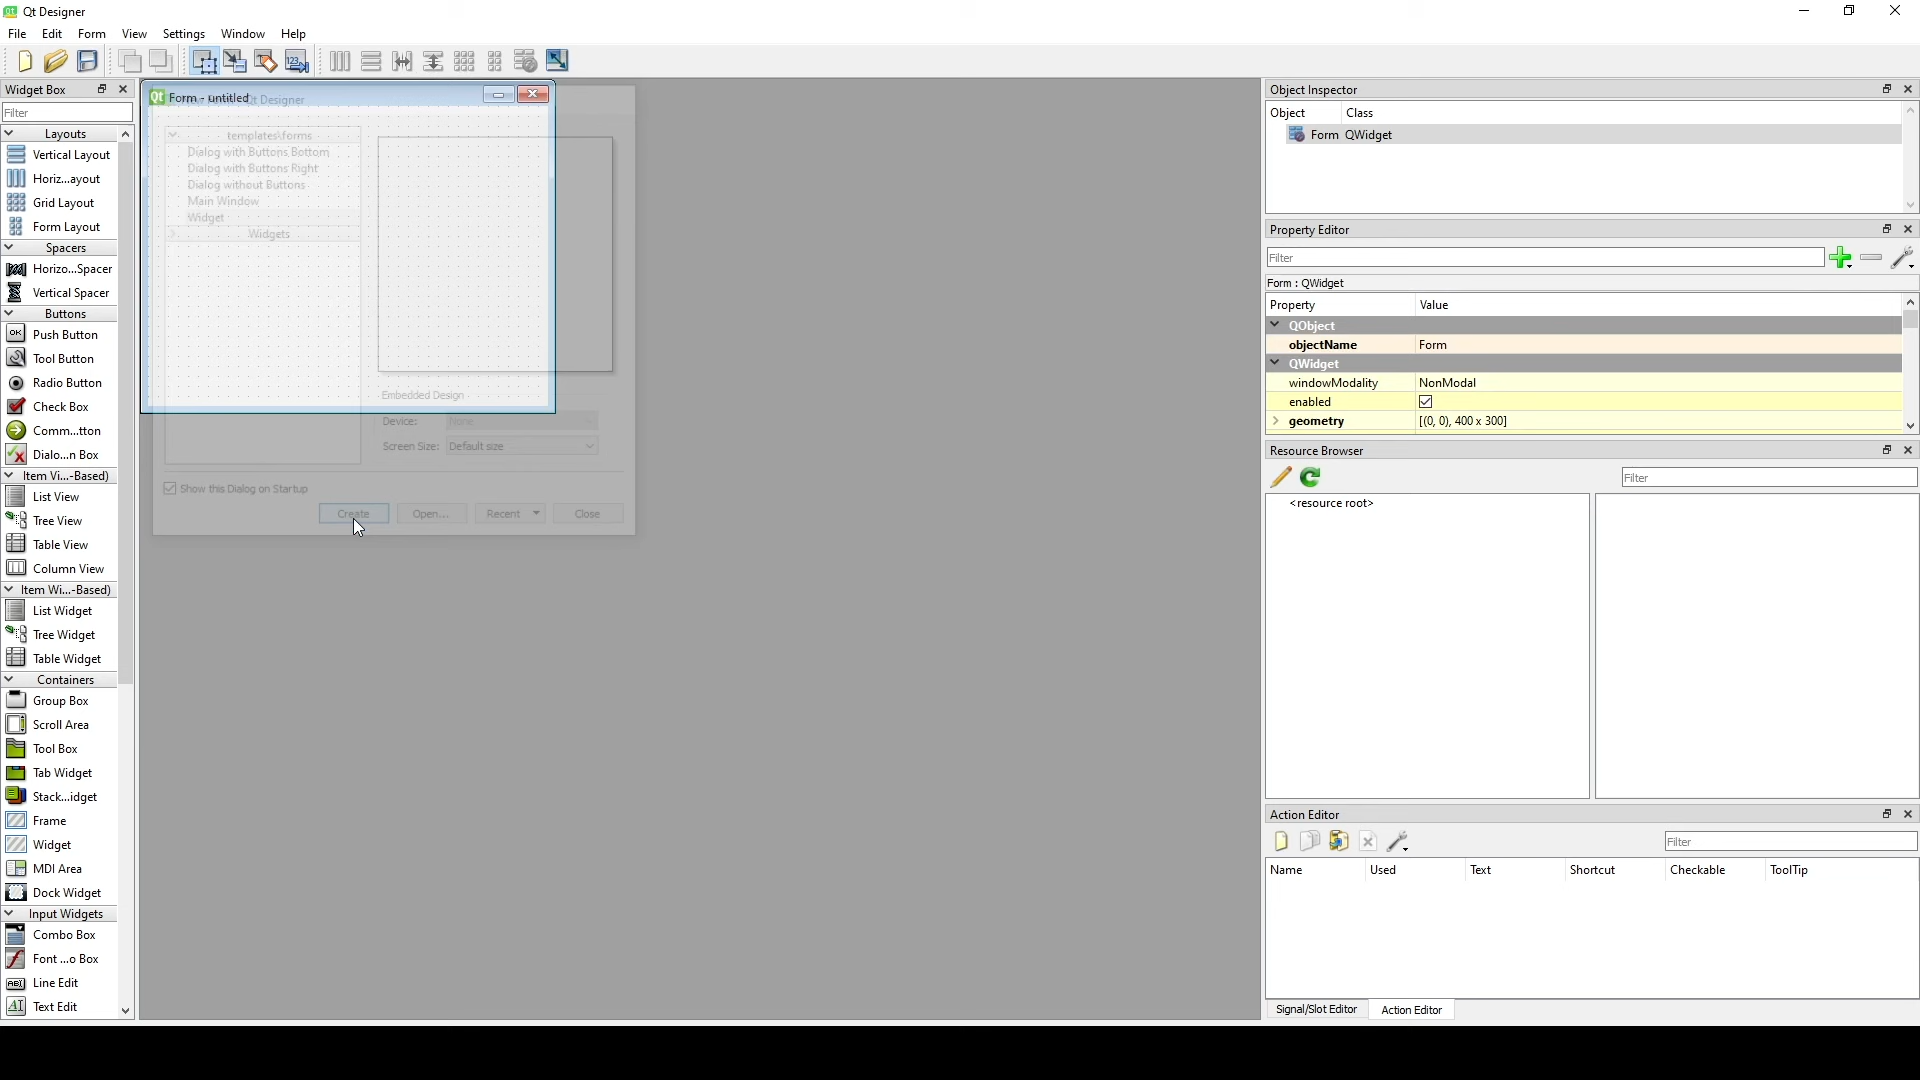 Qt Designer
File Edit Form View Settings Window Help
Widget Box
Filter
Layouts
Vertical Layout
Horiz...ayout
Grid Layout
Form Layout
Spacers
Horizo...Spacer
Vertical Spacer
Buttons
Push Button
Tool Button
Radio Button
Check Box
Comm...tton
Dialo...n Box
Item Vi...-Based)
List View
Tree View
Table View
Column View
Item Wi...-Based)
List Widget
Tree Widget
Table Widget
Containers
Group Box
Scroll Area
Tool Box
Tab Widget
Stack...idget
Frame
Widget
MDI Area
Dock Widget
Input Widgets
Combo Box
Font ...o Box
Line Edit
Text Edit
Form - untitled
Qt Designer
templates\forms
Dialog with Buttons Bottom
Dialog with Buttons Right
Dialog without Buttons
Main Window
Widget
Widgets
Embedded Design
Device: None
Screen Size: Default size
Show this Dialog on Startup
Create Open... Recent Close
Object Inspector
Object Class
Form QWidget
Property Editor
Filter
Form : QWidget
Property Value
QObject
objectName Form
QWidget
windowModality NonModal
enabled
geometry [(0, 0), 400 x 300]
Resource Browser
Filter
<resource root>
Action Editor
Filter
Name Used Text Shortcut Checkable ToolTip
Signal/Slot Editor Action Editor